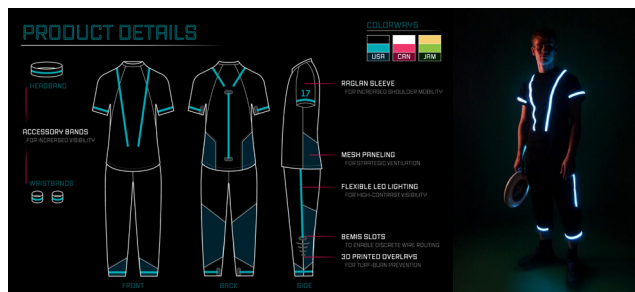 PRODUCT DETAILS
COLORWAYS
USA CAN JAM
HEADBAND
ACCESSORY BANDS
FOR INCREASED VISIBILITY
WRISTBANDS
17
RAGLAN SLEEVE
FOR INCREASED SHOULDER MOBILITY
MESH PANELING
FOR STRATEGIC VENTILATION
FLEXIBLE LED LIGHTING
FOR HIGH-CONTRAST VISIBILITY
BEMIS SLOTS
TO ENABLE DISCRETE WIRE ROUTING
3D PRINTED OVERLAYS
FOR TURF-BURN PREVENTION
FRONT BACK SIDE